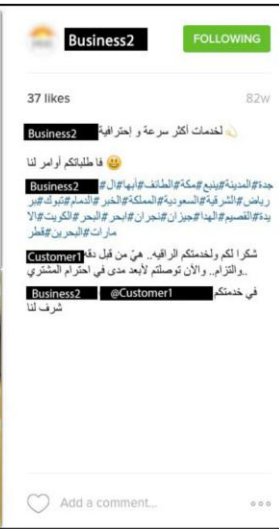 Business2
FOLLOWING
37 likes
82w
Business2 لخدمات أكثر سرعة و إحترافية
فا طلباتكم أوامر لنا 😃
Business2 #جدة#المدينة#ينبع#مكة#الطائف#أبها#ال
رياض#الشرقية#السعودية#المملكة#الخبر#الدمام#تبوك#بر
يدة#القصيم#الهدا#جيزان#نجران#ابحر#البحر#الكويت#الا
مارات#البحرين#قطر
Customer1 شكرا لكم ولخدمتكم الراقيه.. هيّ من قبل دقه
والتزام.. والآن توصلتم لأبعد مدى في احترام المشتري..
Business2 @Customer1 في خدمتكم
شرف لنا
Add a comment...